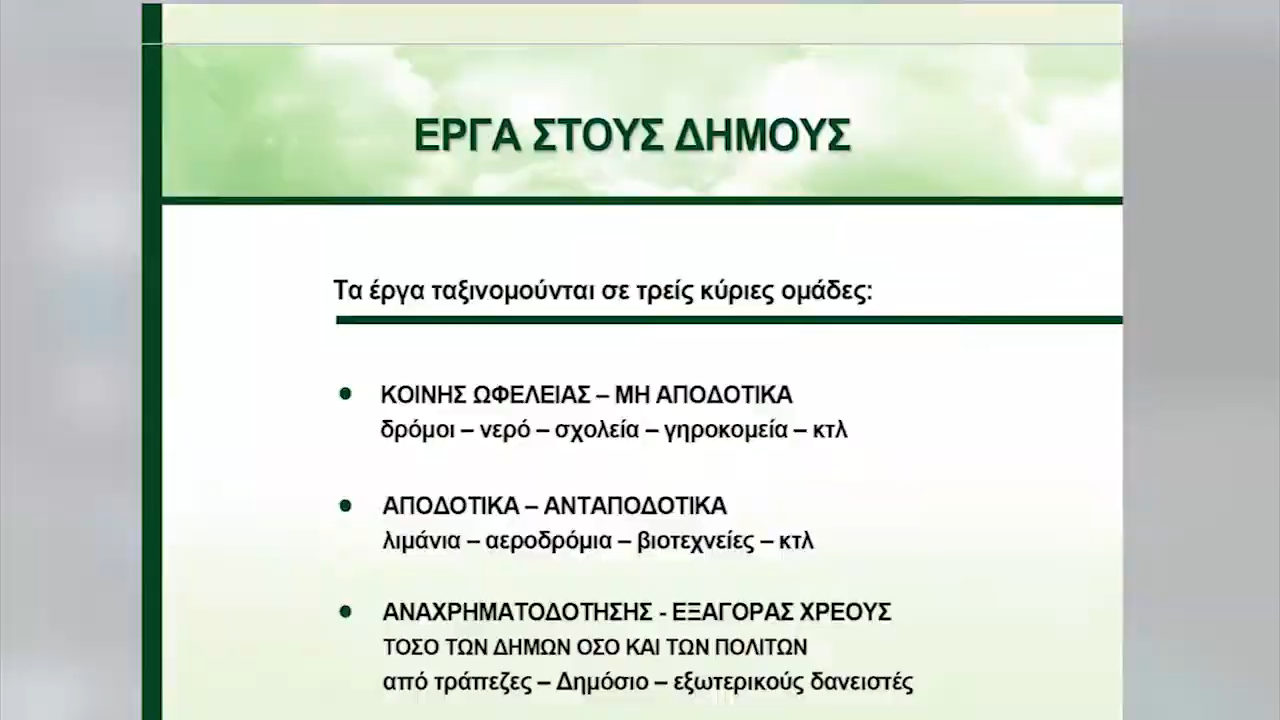 ΕΡΓΑ ΣΤΟΥΣ ΔΗΜΟΥΣ
Τα έργα ταξινομούνται σε τρείς κύριες ομάδες:
• ΚΟΙΝΗΣ ΩΦΕΛΕΙΑΣ – ΜΗ ΑΠΟΔΟΤΙΚΑ
δρόμοι – νερό – σχολεία – γηροκομεία – κτλ
• ΑΠΟΔΟΤΙΚΑ – ΑΝΤΑΠΟΔΟΤΙΚΑ
λιμάνια – αεροδρόμια – βιοτεχνείες – κτλ
• ΑΝΑΧΡΗΜΑΤΟΔΟΤΗΣΗΣ - ΕΞΑΓΟΡΑΣ ΧΡΕΟΥΣ
ΤΟΣΟ ΤΩΝ ΔΗΜΩΝ ΟΣΟ ΚΑΙ ΤΩΝ ΠΟΛΙΤΩΝ
από τράπεζες – Δημόσιο – εξωτερικούς δανειστές